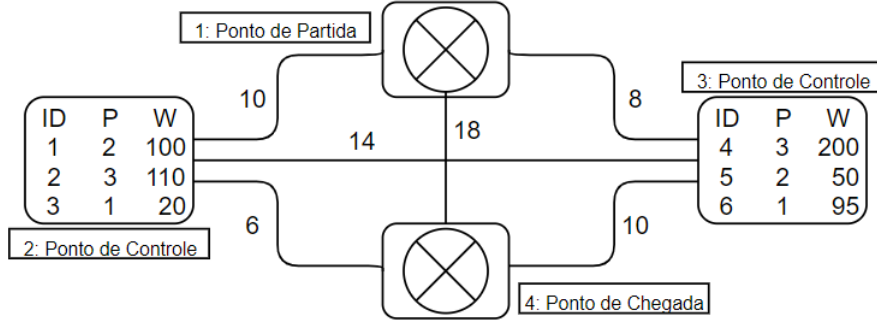 1: Ponto de Partida
3: Ponto de Controle
10
8
ID P W
1 2 100
2 3 110
3 1 20
14
18
ID P W
4 3 200
5 2 50
6 1 95
6
10
2: Ponto de Controle
4: Ponto de Chegada